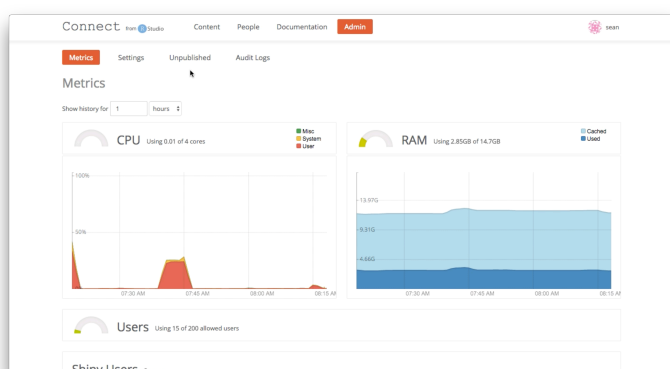 Connect from R Studio Content People Documentation Admin sean
Metrics Settings Unpublished Audit Logs
Metrics
Show history for 1 hours
CPU Using 0.01 of 4 cores
Misc
System
User
100%
50%
07:30 AM 07:45 AM 08:00 AM 08:15 AM
RAM Using 2.85GB of 14.7GB
Cached
Used
13.97G
9.31G
4.66G
07:30 AM 07:45 AM 08:00 AM 08:15 AM
Users Using 15 of 200 allowed users
Shiny Users